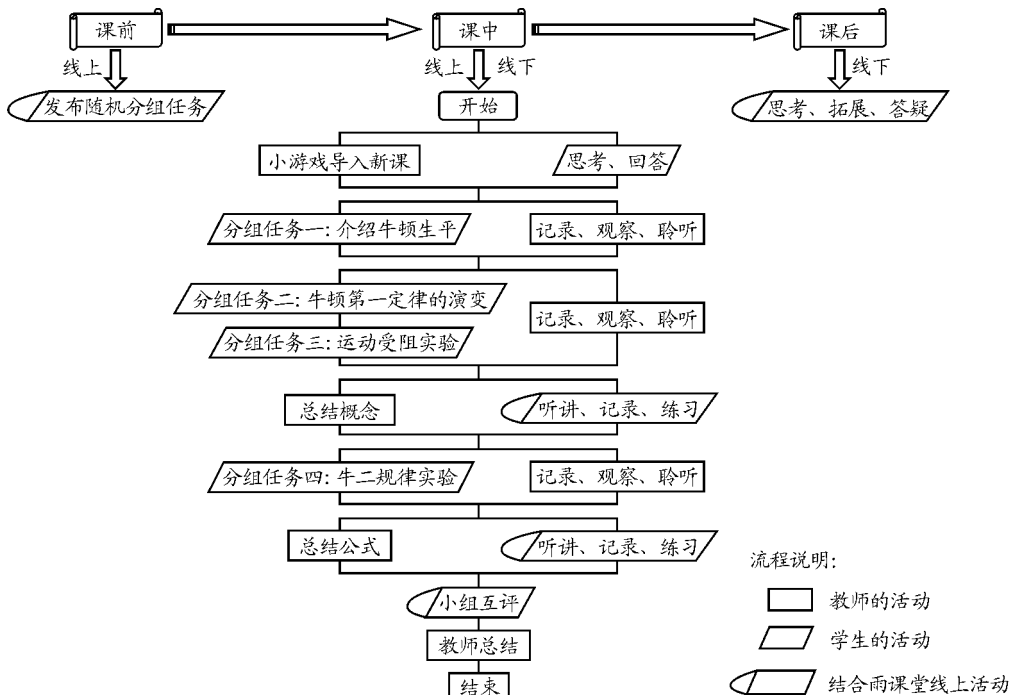 课前
课中
课后
线上
线上
线下
线下
发布随机分组任务
开始
思考、拓展、答疑
小游戏导入新课
思考、回答
分组任务一:介绍牛顿生平
记录、观察、聆听
分组任务二:牛顿第一定律的演变
记录、观察、聆听
分组任务三:运动受阻实验
总结概念
听讲、记录、练习
分组任务四:牛二规律实验
记录、观察、聆听
总结公式
听讲、记录、练习
小组互评
教师总结
结束
流程说明:
教师的活动
学生的活动
结合雨课堂线上活动